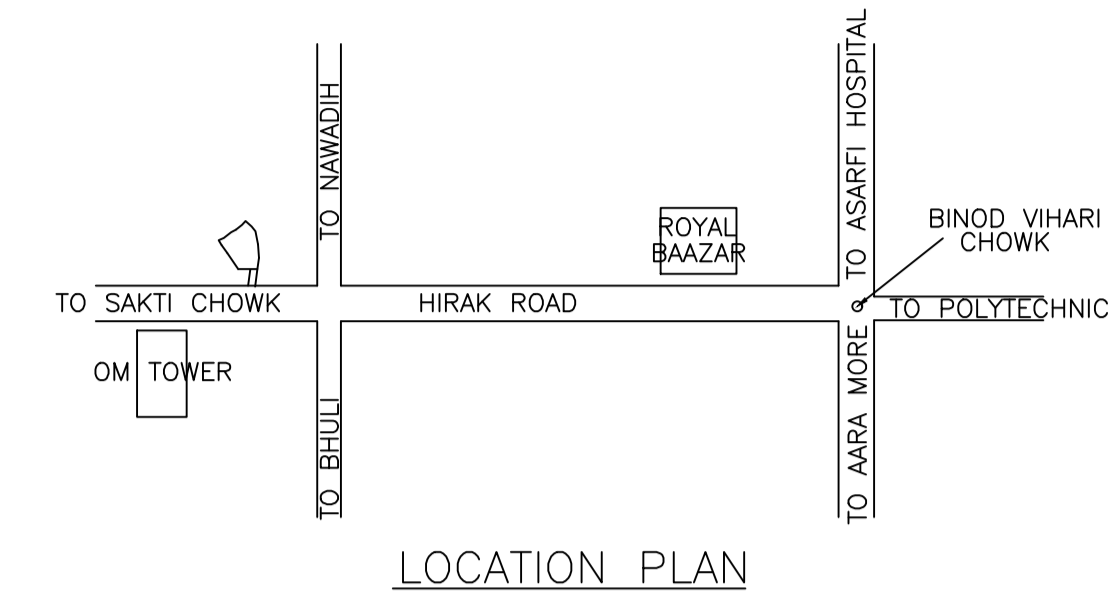 TO NAWADIH
TO ASARFI HOSPITAL
ROYAL
BAAZAR
BINOD VIHARI
CHOWK
TO SAKTI CHOWK
HIRAK ROAD
TO POLYTECHNIC
OM TOWER
TO BHULI
TO AARA MORE
LOCATION PLAN